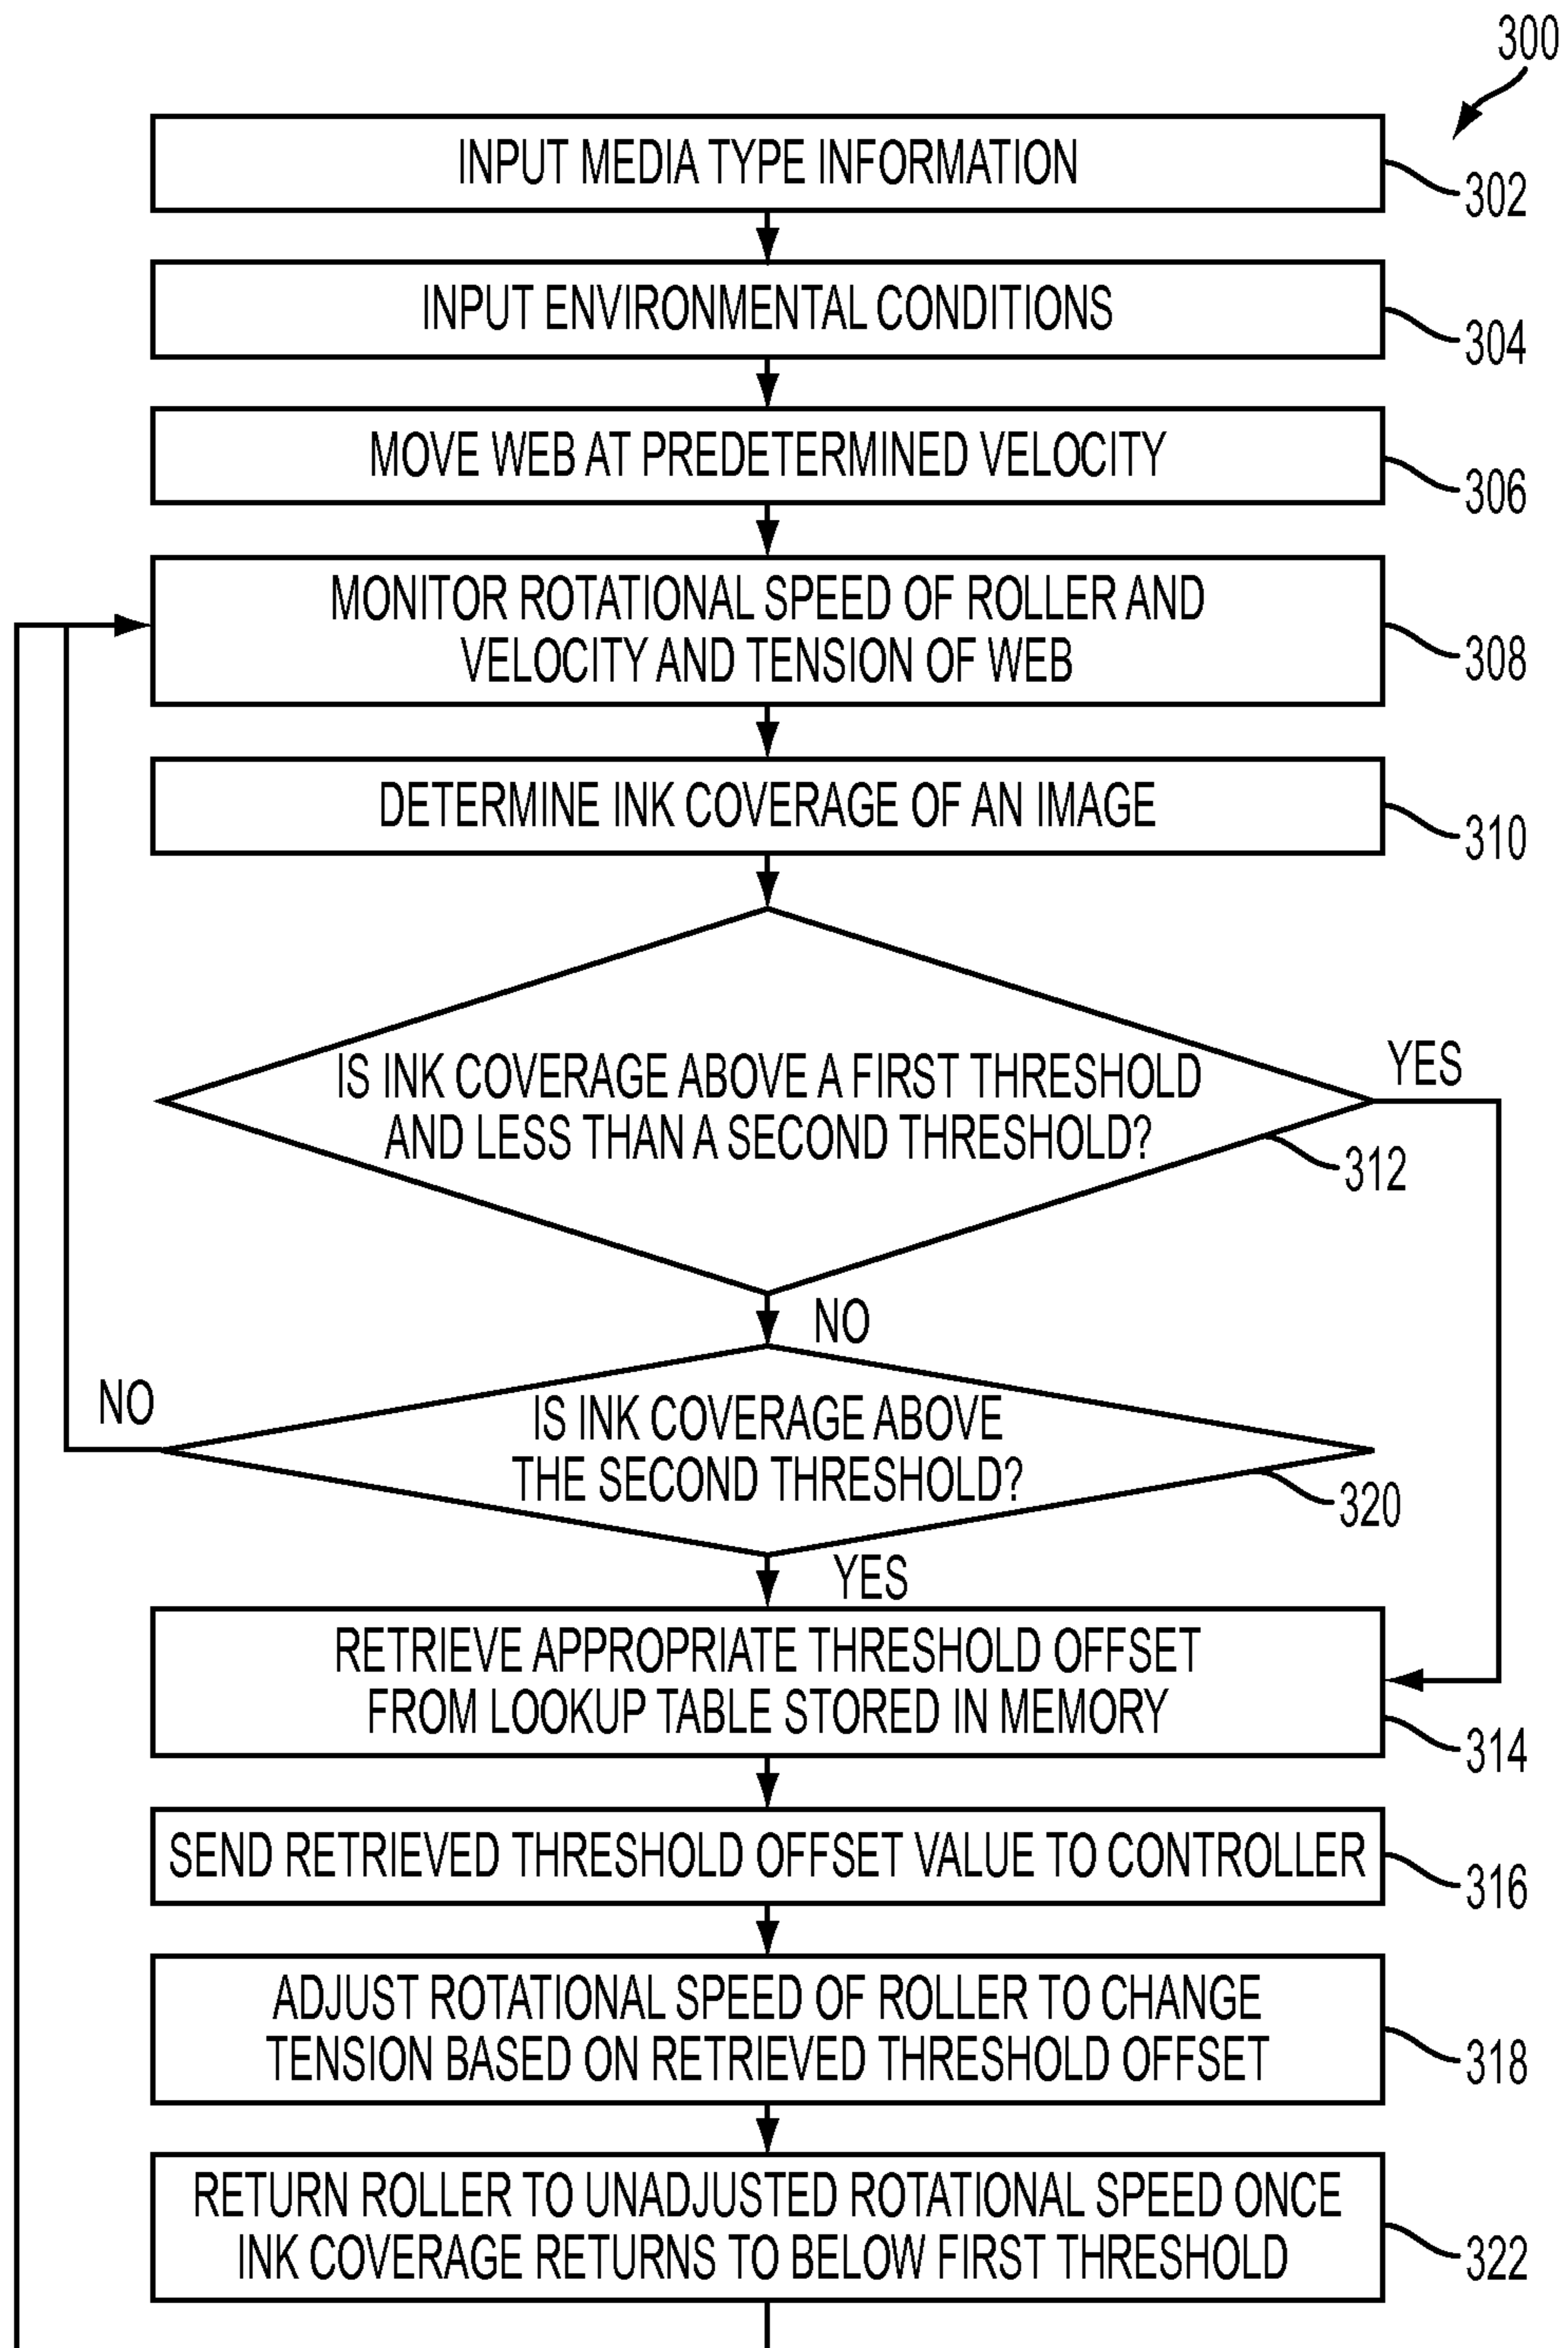 300
INPUT MEDIA TYPE INFORMATION
302
INPUT ENVIRONMENTAL CONDITIONS
304
MOVE WEB AT PREDETERMINED VELOCITY
306
MONITOR ROTATIONAL SPEED OF ROLLER AND
VELOCITY AND TENSION OF WEB
308
DETERMINE INK COVERAGE OF AN IMAGE
310
IS INK COVERAGE ABOVE A FIRST THRESHOLD
AND LESS THAN A SECOND THRESHOLD?
YES
312
NO
IS INK COVERAGE ABOVE
THE SECOND THRESHOLD?
NO
320
YES
RETRIEVE APPROPRIATE THRESHOLD OFFSET
FROM LOOKUP TABLE STORED IN MEMORY
314
SEND RETRIEVED THRESHOLD OFFSET VALUE TO CONTROLLER
316
ADJUST ROTATIONAL SPEED OF ROLLER TO CHANGE
TENSION BASED ON RETRIEVED THRESHOLD OFFSET
318
RETURN ROLLER TO UNADJUSTED ROTATIONAL SPEED ONCE
INK COVERAGE RETURNS TO BELOW FIRST THRESHOLD
322